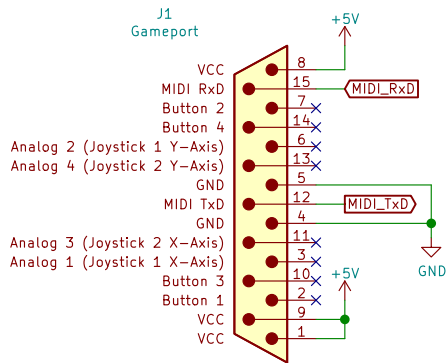 J1
Gameport
+5V
VCC 8
MIDI RxD 15 MIDI_RxD
Button 2 7
Button 4 14
Analog 2 (Joystick 1 Y-Axis) 6
Analog 4 (Joystick 2 Y-Axis) 13
GND 5
MIDI TxD 12 MIDI_TxD
GND 4
Analog 3 (Joystick 2 X-Axis) 11
GND
Analog 1 (Joystick 1 X-Axis) 3
+5V
Button 3 10
Button 1 2
VCC 9
VCC 1